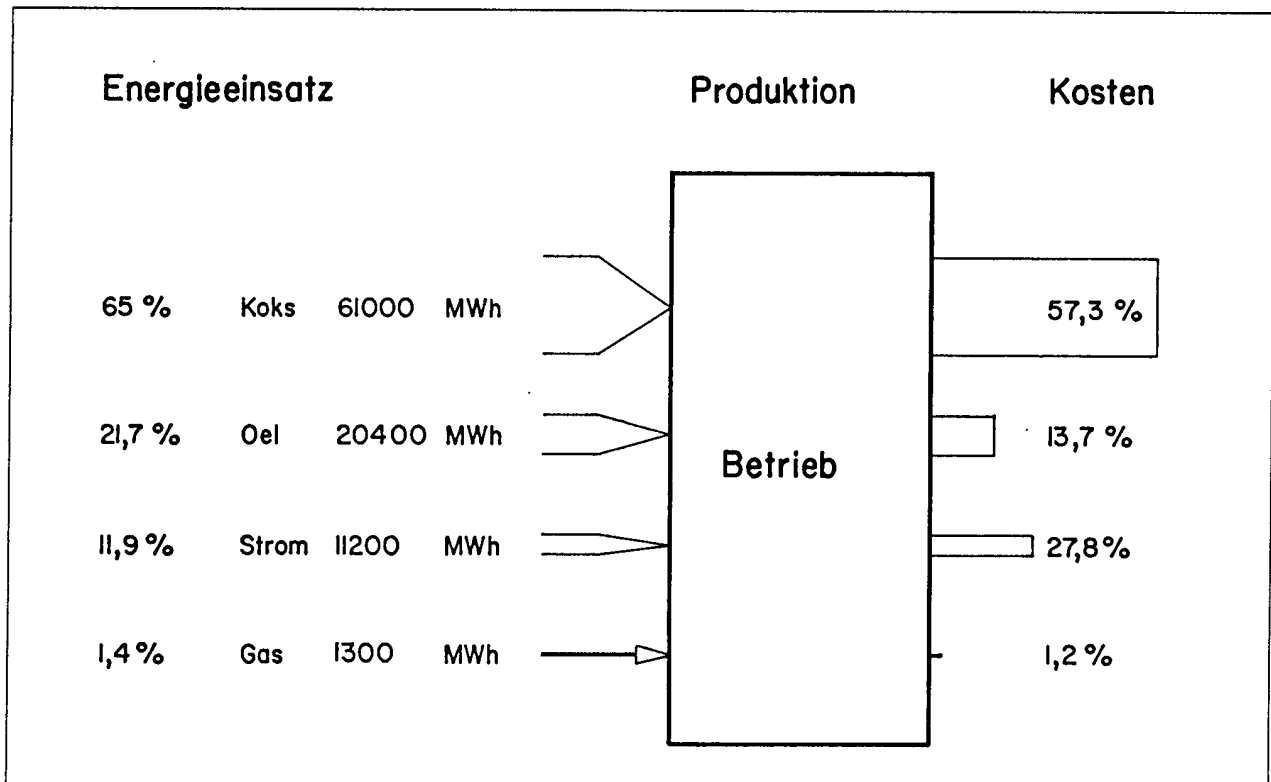 Energieeinsatz Produktion Kosten
65 % Koks 61000 MWh 57,3 %
21,7 % Oel 20400 MWh 13,7 %
Betrieb
11,9 % Strom 11200 MWh 27,8 %
1,4 % Gas 1300 MWh 1,2 %